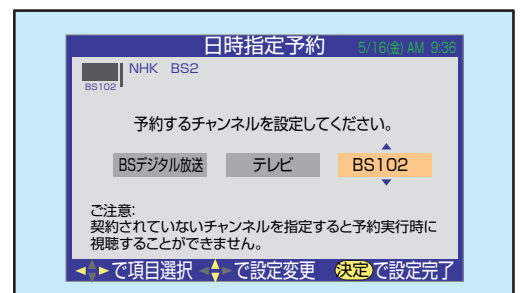 日時指定予約 5/16(金) AM 9:36
NHK BS2
BS102
予約するチャンネルを設定してください。
BSデジタル放送 テレビ BS102
ご注意:
契約されていないチャンネルを指定すると予約実行時に
視聴することができません。
で項目選択 で設定変更 決定で設定完了